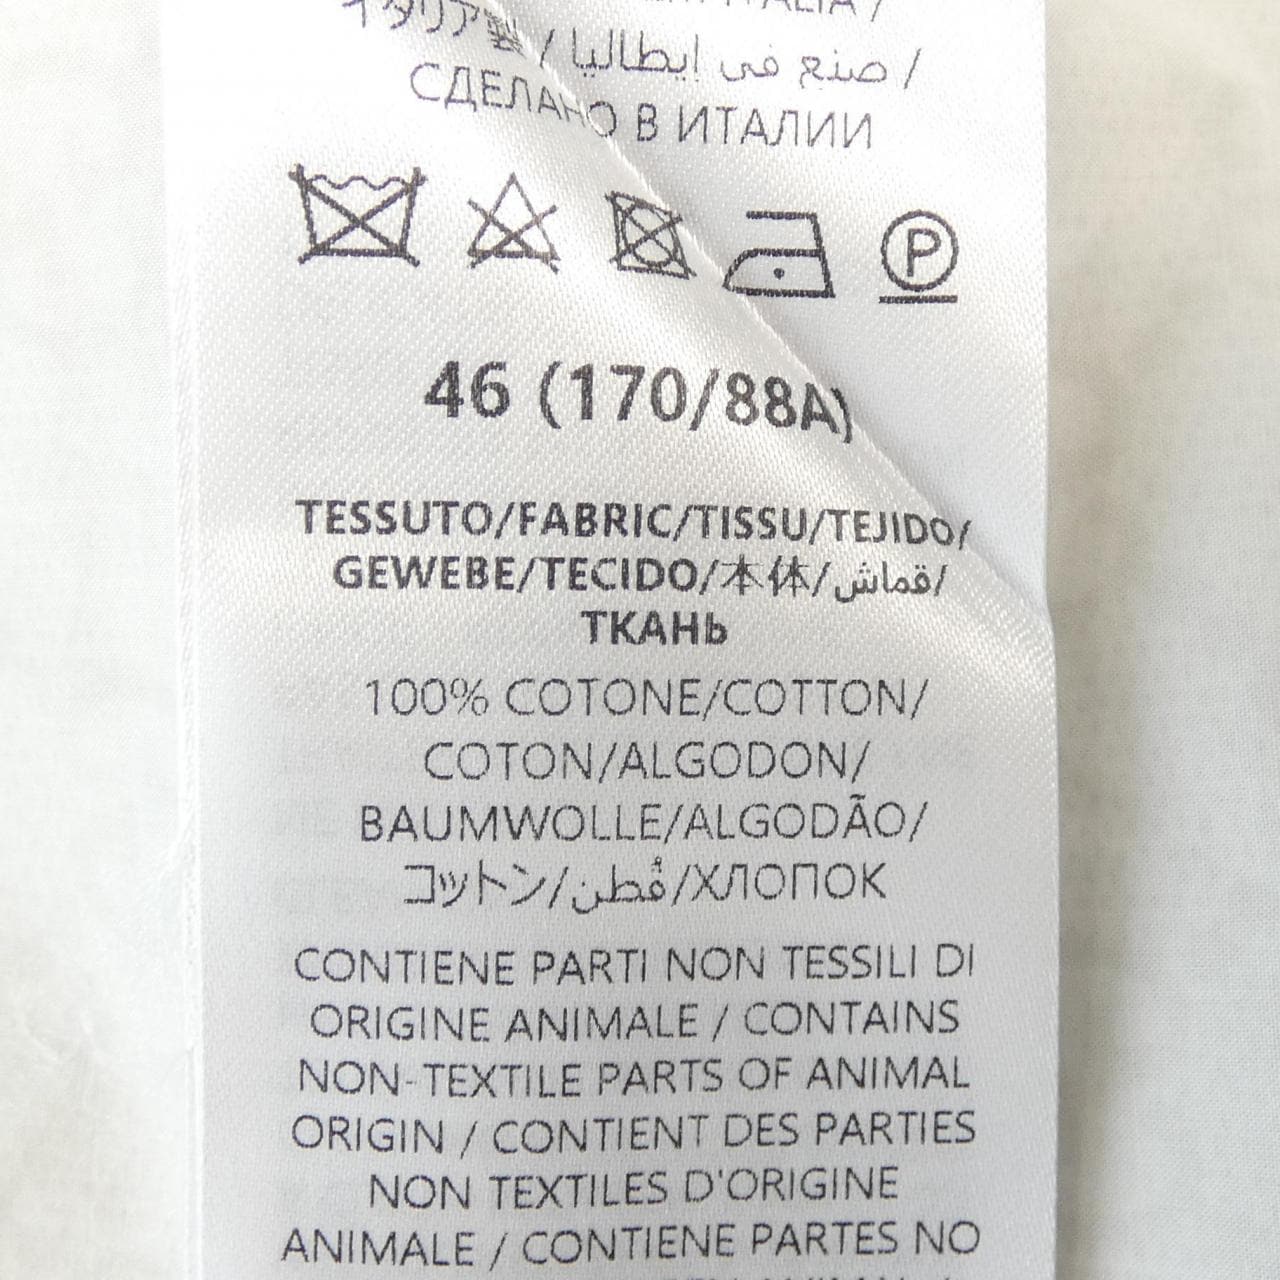 ITALIA /
イタリア製 / صنع في إيطاليا /
СДЕЛАНО В ИТАЛИИ
P
46 (170/88A)
TESSUTO/FABRIC/TISSU/TEJIDO/
GEWEBE/TECIDO/本体/قماش/
ТКАНЬ
100% COTONE/COTTON/
COTON/ALGODON/
BAUMWOLLE/ALGODÃO/
コットン/قُطن/ХЛОПОК
CONTIENE PARTI NON TESSILI DI
ORIGINE ANIMALE / CONTAINS
NON-TEXTILE PARTS OF ANIMAL
ORIGIN / CONTIENT DES PARTIES
NON TEXTILES D'ORIGINE
ANIMALE / CONTIENE PARTES NO